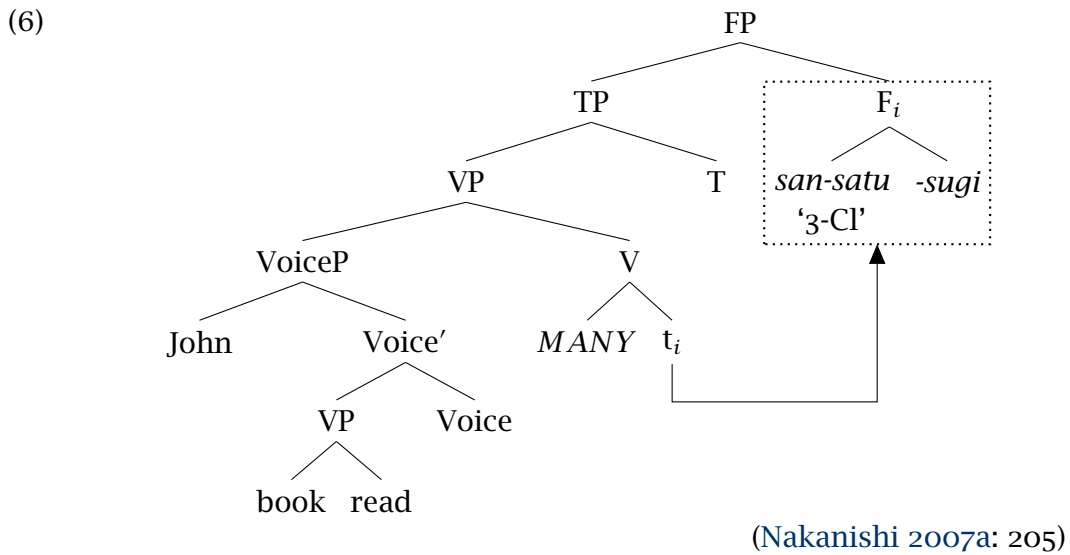 (6)
FP
TP Fᵢ
VP T san-satu -sugi
‘3-Cl’
VoiceP V
John Voice′ MANY tᵢ
VP Voice
book read
(Nakanishi 2007a: 205)